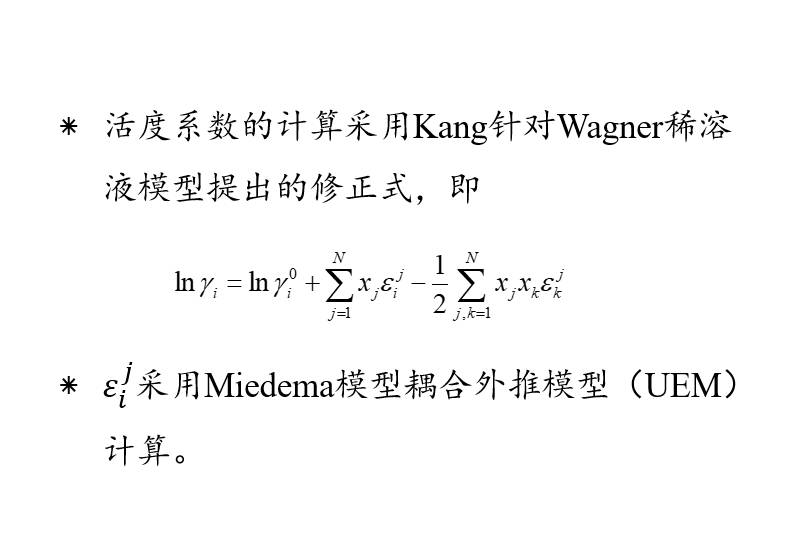 * 活度系数的计算采用Kang针对Wagner稀溶
液模型提出的修正式，即
$\ln \gamma_i = \ln \gamma_i^0 + \sum_{j=1}^{N} x_j \varepsilon_i^j - \frac{1}{2} \sum_{j,k=1}^{N} x_j x_k \varepsilon_k^j$
* $\varepsilon_i^j$采用Miedema模型耦合外推模型（UEM）
计算。